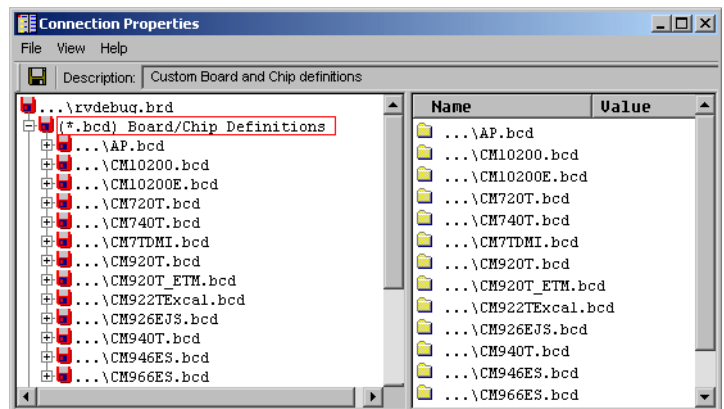 Connection Properties
File View Help
Description: Custom Board and Chip definitions
...\rvdebug.brd
(*.bcd) Board/Chip Definitions
...\AP.bcd
...\CM10200.bcd
...\CM10200E.bcd
...\CM720T.bcd
...\CM740T.bcd
...\CM7TDMI.bcd
...\CM920T.bcd
...\CM920T_ETM.bcd
...\CM922TExcal.bcd
...\CM926EJS.bcd
...\CM940T.bcd
...\CM946ES.bcd
...\CM966ES.bcd
Name Value
...\AP.bcd
...\CM10200.bcd
...\CM10200E.bcd
...\CM720T.bcd
...\CM740T.bcd
...\CM7TDMI.bcd
...\CM920T.bcd
...\CM920T_ETM.bcd
...\CM922TExcal.bcd
...\CM926EJS.bcd
...\CM940T.bcd
...\CM946ES.bcd
...\CM966ES.bcd